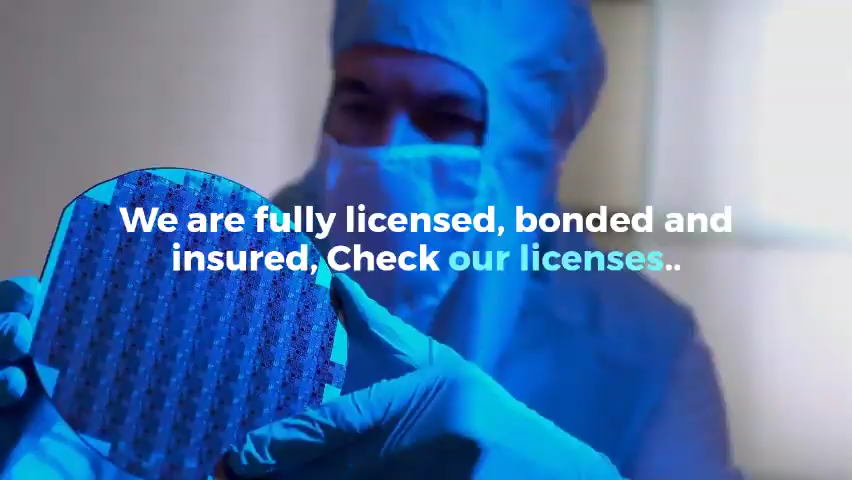 We are fully licensed, bonded and
insured, Check our licenses..